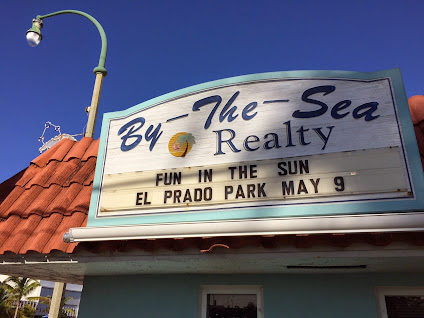 By-The-Sea
Realty
FUN IN THE SUN
EL PRADO PARK MAY 9